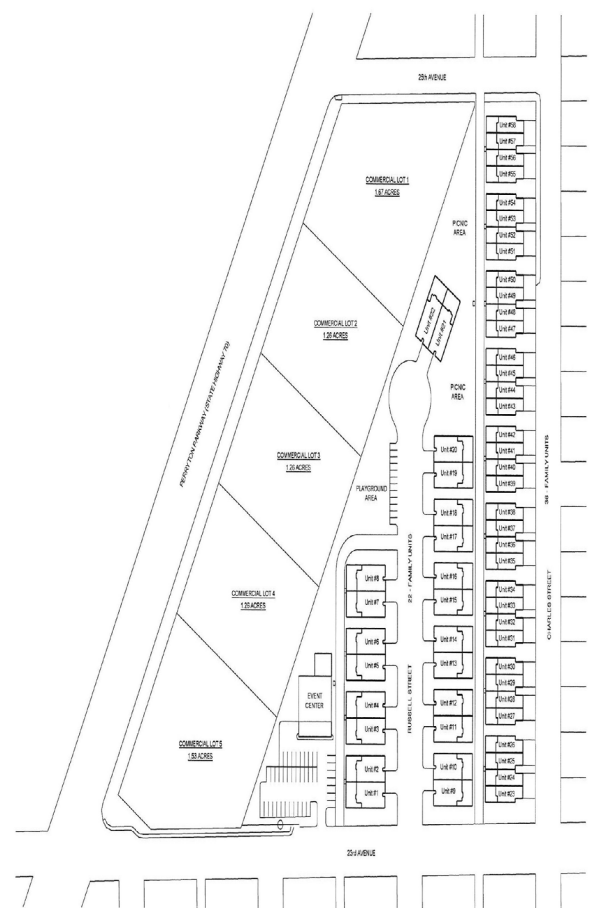 25th AVENUE
COMMERCIAL LOT 1
1.67 ACRES
Unit #58
Unit #57
Unit #56
Unit #55
PICNIC
AREA
Unit #54
Unit #53
Unit #52
Unit #51
Unit #22
Unit #21
Unit #50
Unit #49
Unit #48
Unit #47
COMMERCIAL LOT 2
1.26 ACRES
PERRYTON PARKWAY (STATE HIGHWAY 70)
PICNIC
AREA
Unit #46
Unit #45
Unit #44
Unit #43
COMMERCIAL LOT 3
1.26 ACRES
PLAYGROUND
AREA
Unit #20
Unit #19
Unit #42
Unit #41
Unit #40
Unit #39
36 - FAMILY UNITS
Unit #18
Unit #17
Unit #38
Unit #37
Unit #36
Unit #35
22 - FAMILY UNITS
COMMERCIAL LOT 4
ACRES
Unit #8
Unit #7
Unit #16
Unit #15
Unit #34
Unit #33
Unit #32
Unit #31
CHARLES STREET
Unit #6
Unit #5
Unit #14
Unit #13
Unit #30
Unit #29
Unit #28
Unit #27
EVENT
CENTER
RUSSELL STREET
Unit #4
Unit #3
Unit #12
Unit #11
COMMERCIAL LOT 5
1.53 ACRES
Unit #2
Unit #1
Unit #10
Unit #9
Unit #26
Unit #25
Unit #24
Unit #23
23rd AVENUE